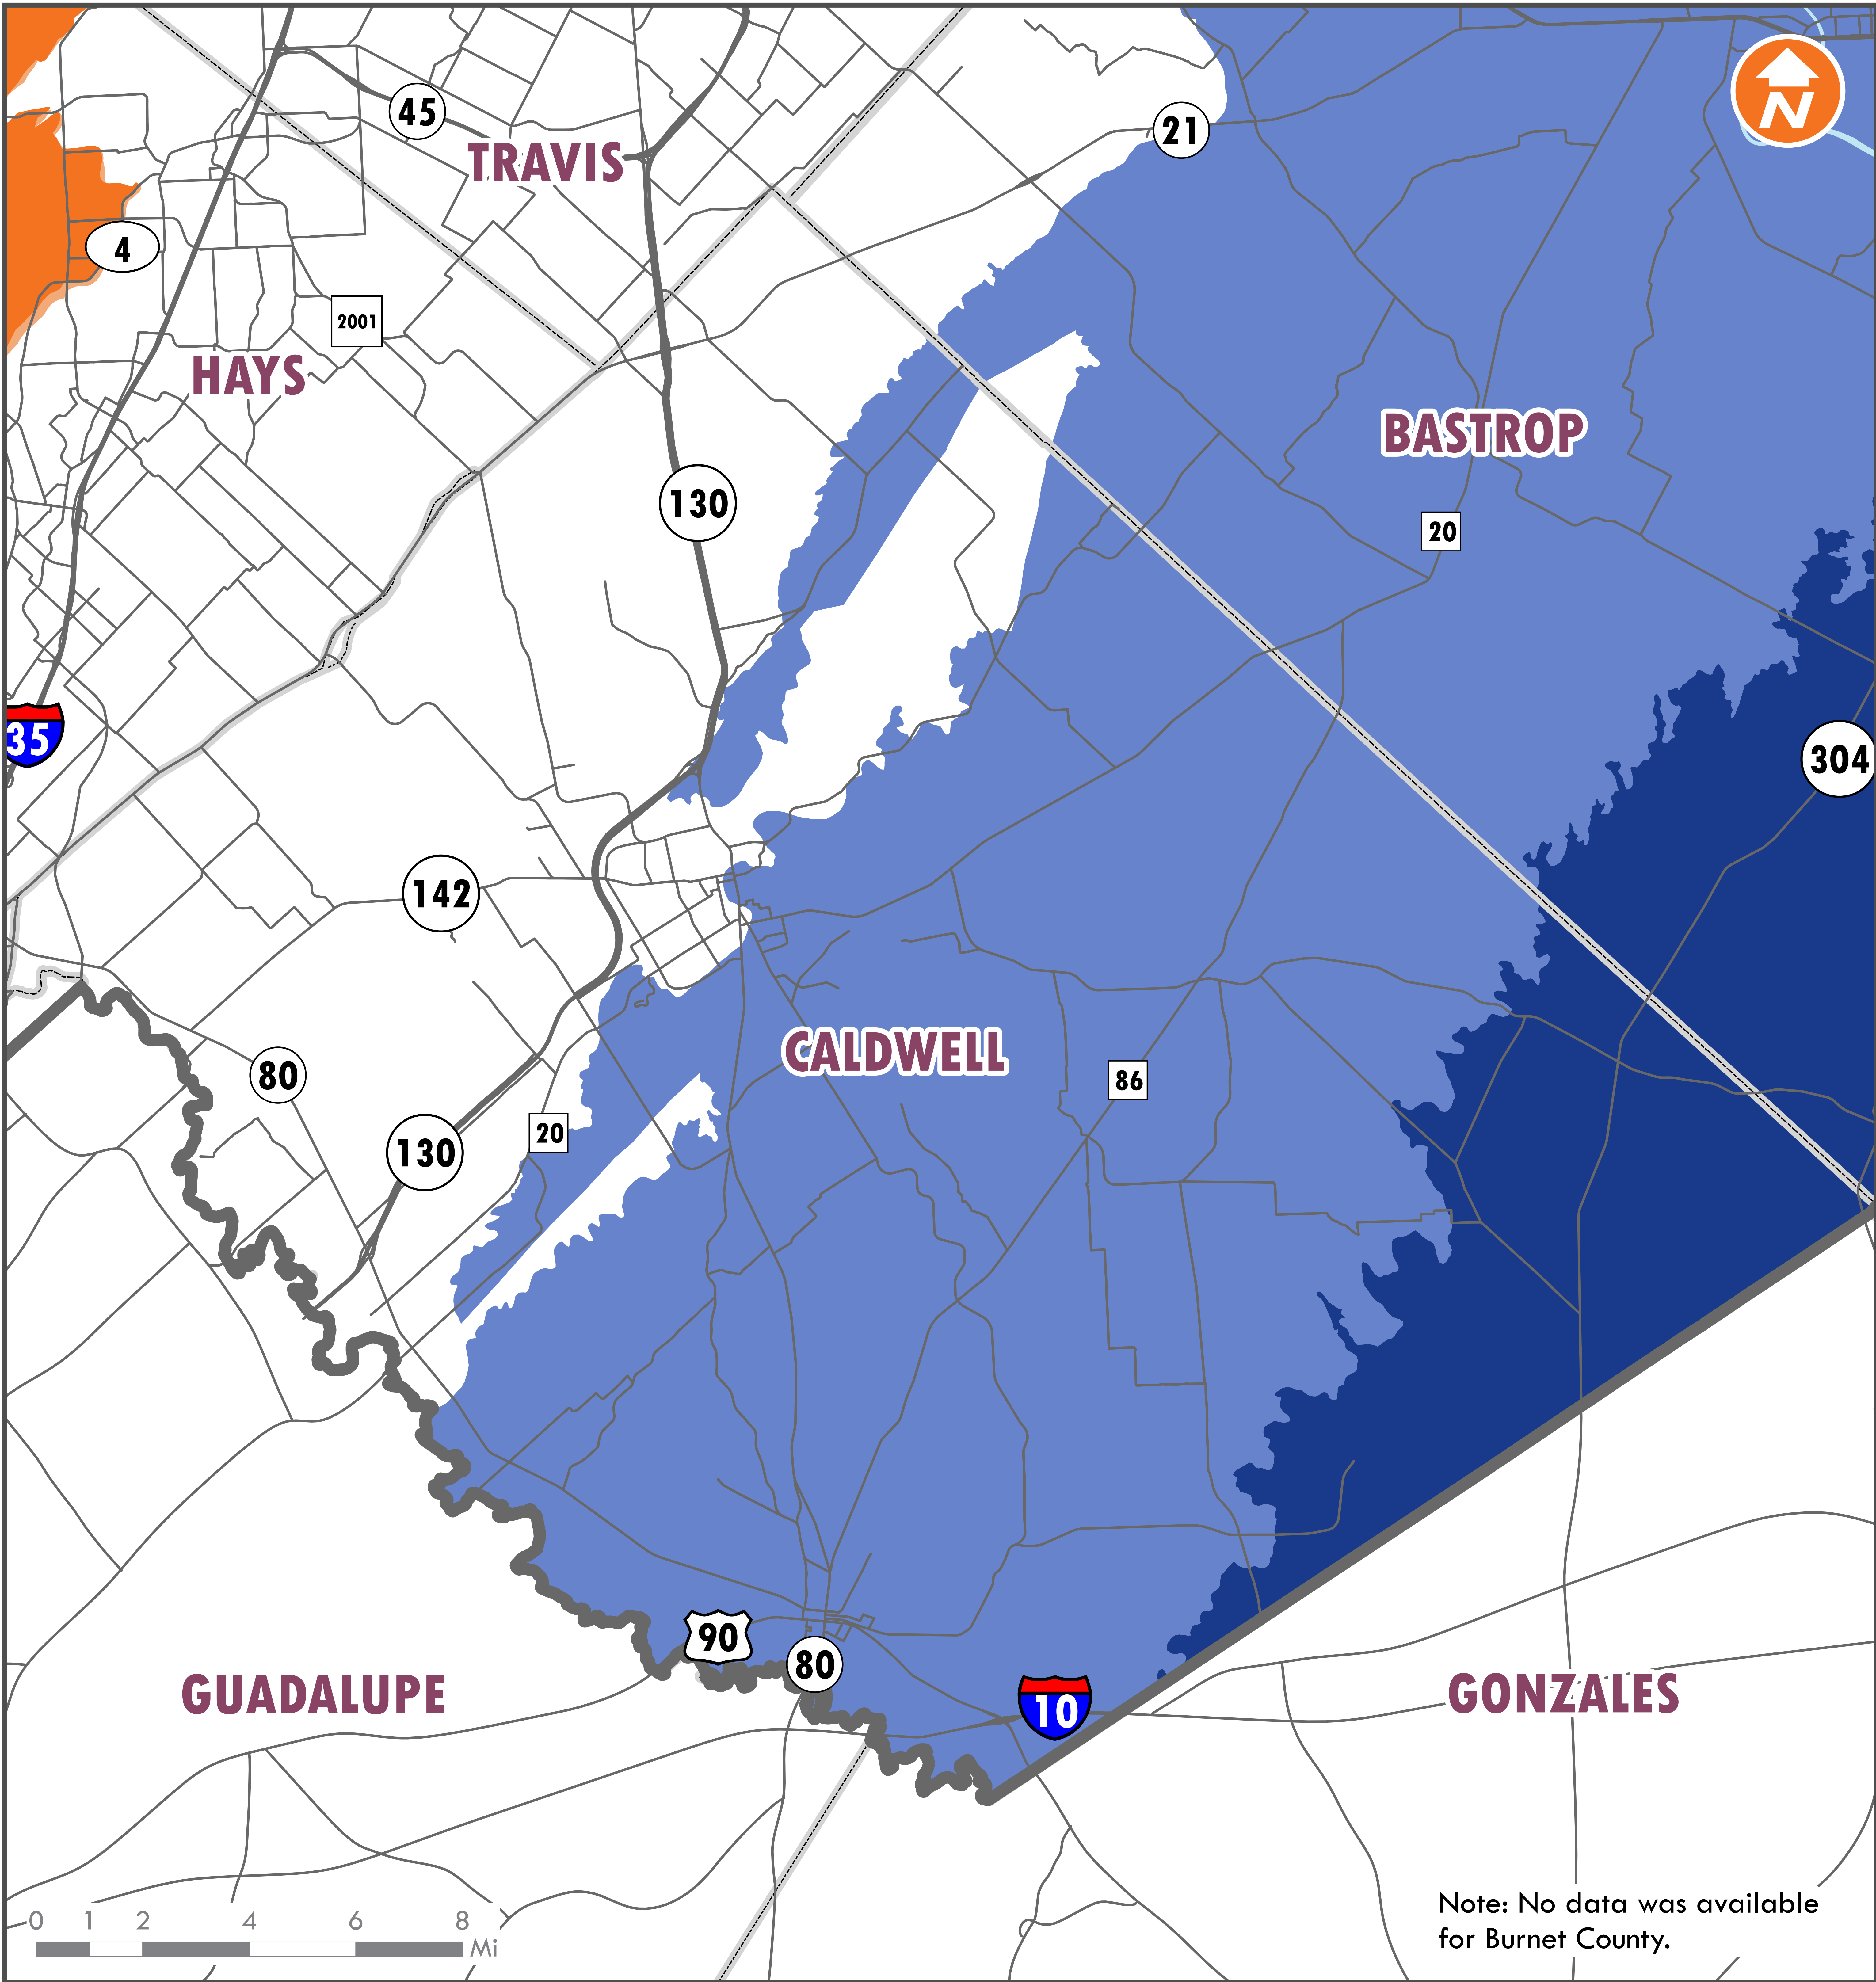 45
TRAVIS
21
N
4
2001
HAYS
BASTROP
130
20
35
304
142
CALDWELL
80
86
20
130
90
80
GUADALUPE
10
GONZALES
Note: No data was available
for Burnet County.
0 1 2 4 6 8
Mi